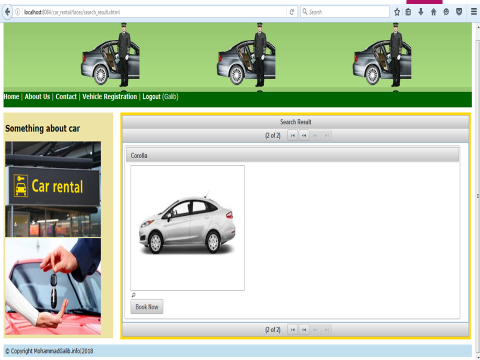 localhost:8084/car_rental/faces/search_result.xhtml
Search
Home | About Us | Contact | Vehicle Registration | Logout (Galib)
Something about car
Car rental
Search Result
(2 of 2)
Corolla
Book Now
(2 of 2)
© Copyright MohammadGalib.info|2018